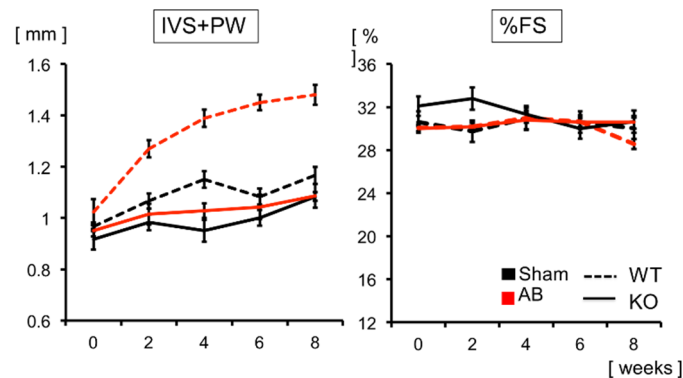 IVS+PW
%FS
[ mm ]
[ %
]
1.6
1.4
1.2
1
0.8
0.6
0 2 4 6 8
36
32
28
24
20
16
12
Sham
AB
WT
KO
0 2 4 6 8
[ weeks ]